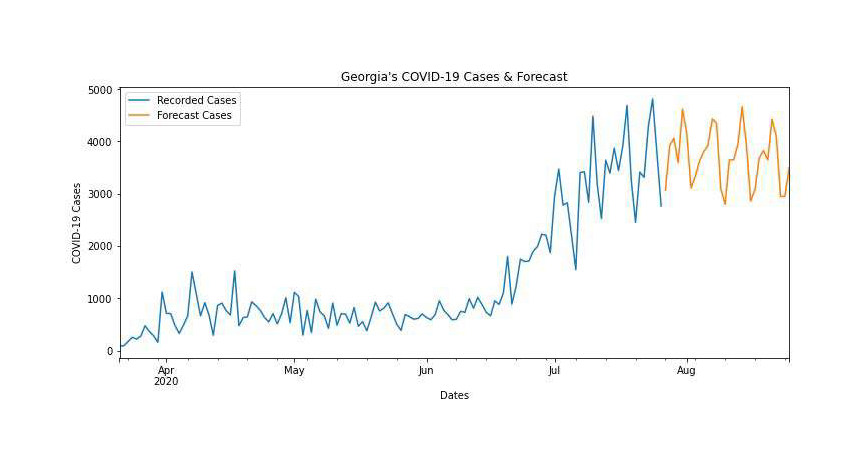 Georgia's COVID-19 Cases & Forecast
Recorded Cases
Forecast Cases
5000
4000
3000
2000
1000
0
COVID-19 Cases
Apr
2020
May
Jun
Jul
Aug
Dates